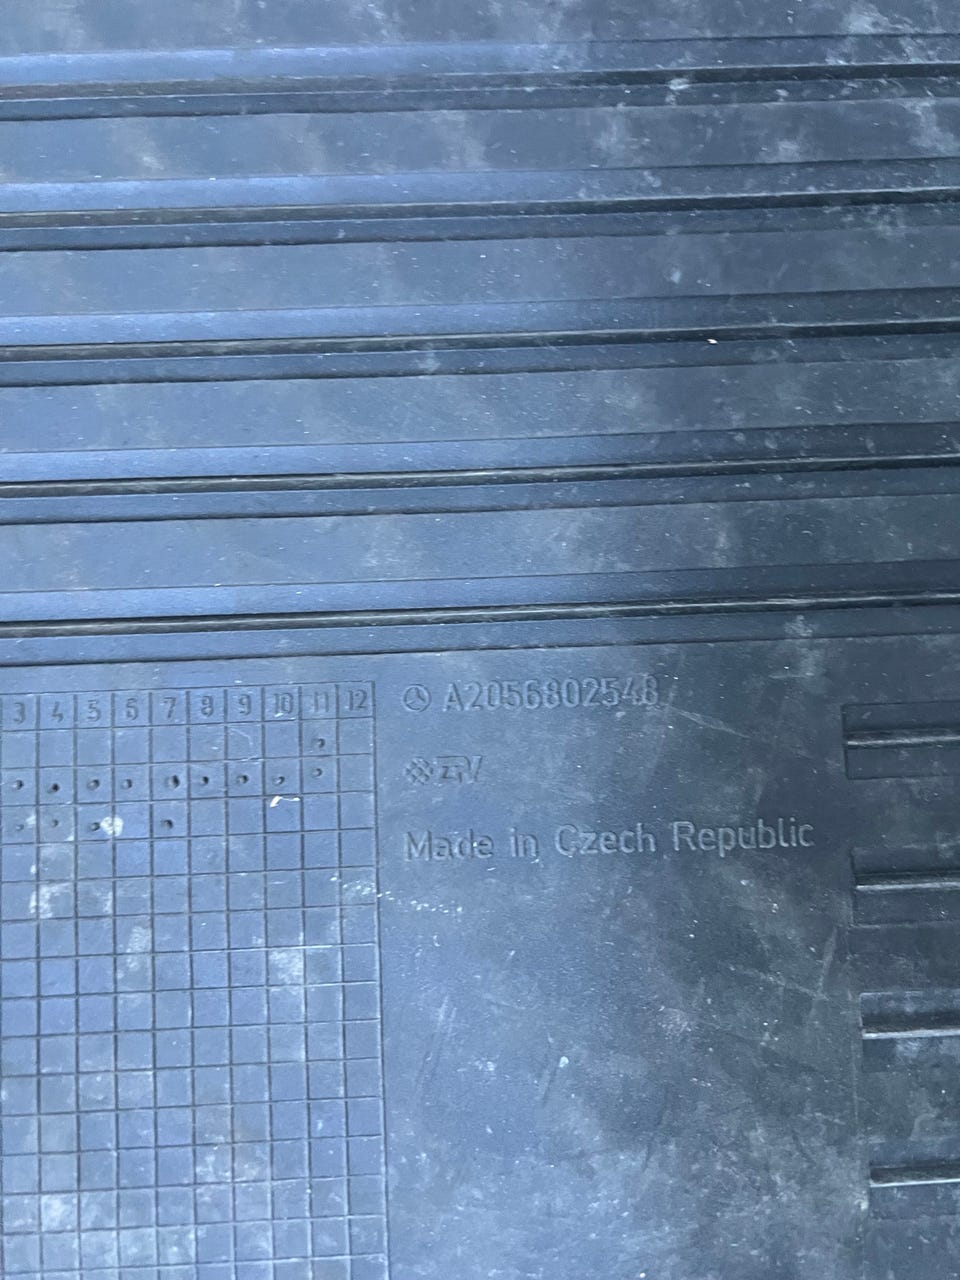 3 4 5 6 7 8 9 10 11 12
A2056802548
Made in Czech Republic